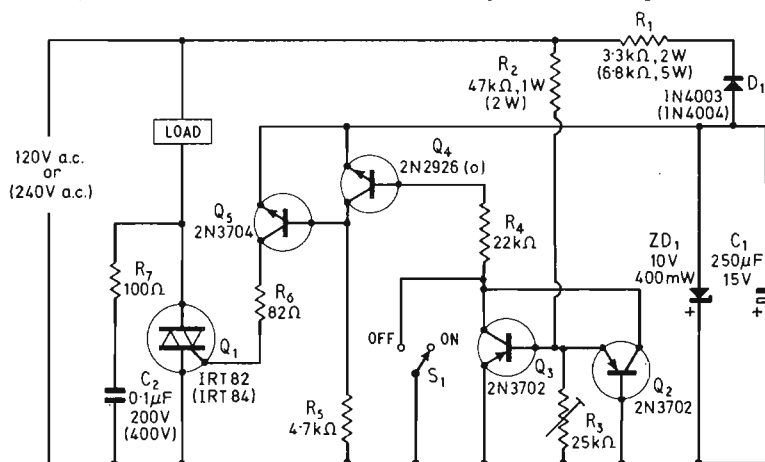 R1
3·3kΩ, 2W
(6·8kΩ, 5W)
R2
47kΩ, 1W
(2W)
D1
1N4003
(1N4004)
LOAD
120V a.c.
or
(240V a.c.)
Q4
2N2926 (o)
Q5
2N3704
R4
22kΩ
ZD1
10V
400mW
+
C1
250μF
15V
+
R7
100Ω
R6
82Ω
OFF
ON
S1
Q1
IRT82
(IRT84)
Q3
2N3702
Q2
2N3702
C2
0·1μF
200V
(400V)
R5
4·7kΩ
R3
25kΩ